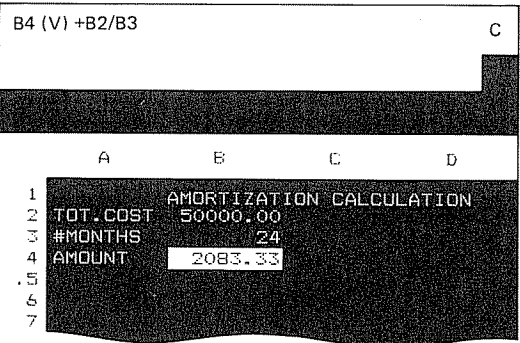 B4 (V) +B2/B3
C
A B C D
1 AMORTIZATION CALCULATION
2 TOT.COST 50000.00
3 #MONTHS 24
4 AMOUNT 2083.33
.5
6
7